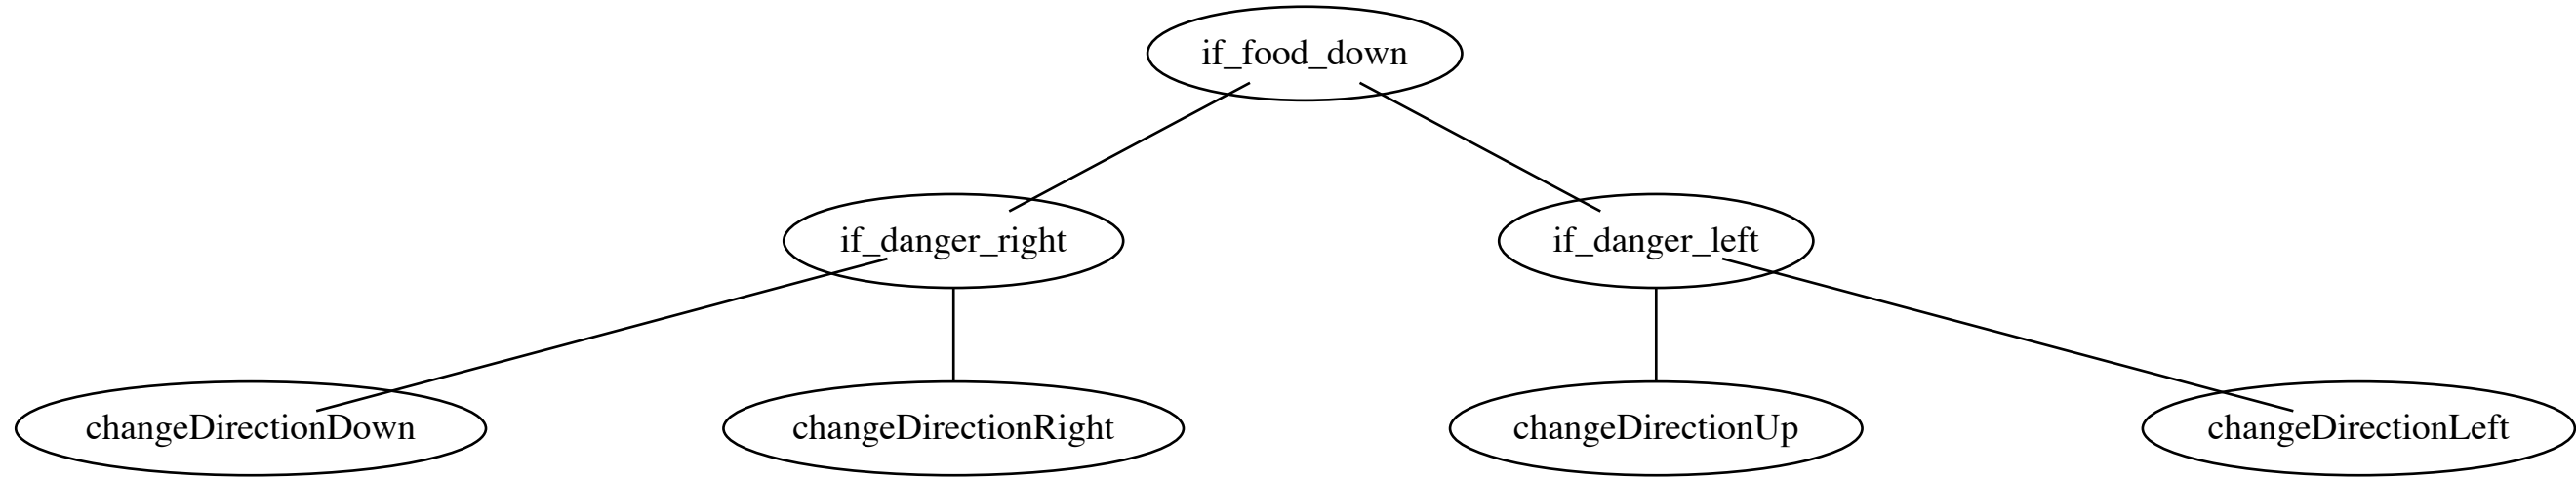 if_food_down
if_danger_right
if_danger_left
changeDirectionDown
changeDirectionRight
changeDirectionUp
changeDirectionLeft